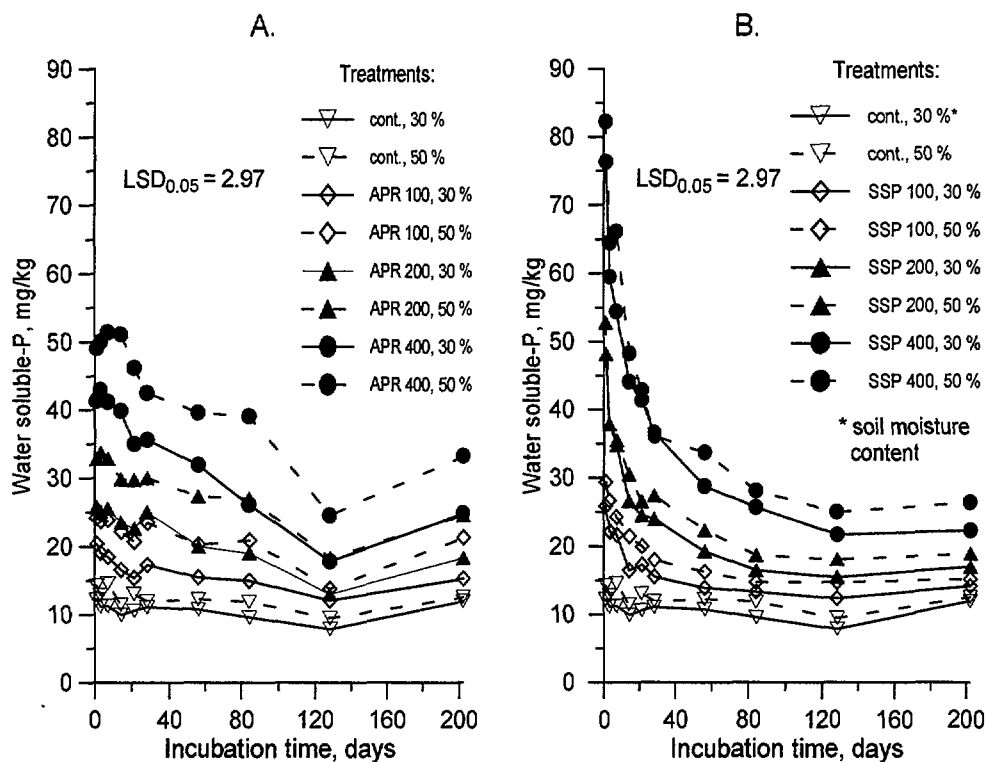 A.
90
80
70
60
50
40
30
20
10
0
Water soluble-P, mg/kg
Treatments:
cont., 30 %
cont., 50 %
APR 100, 30 %
APR 100, 50 %
APR 200, 30 %
APR 200, 50 %
APR 400, 30 %
APR 400, 50 %
LSD0.05 = 2.97
0 40 80 120 160 200
Incubation time, days
B.
90
80
70
60
50
40
30
20
10
0
Water soluble-P, mg/kg
Treatments:
cont., 30 %*
cont., 50 %
SSP 100, 30 %
SSP 100, 50 %
SSP 200, 30 %
SSP 200, 50 %
SSP 400, 30 %
SSP 400, 50 %
* soil moisture
content
LSD0.05 = 2.97
0 40 80 120 160 200
Incubation time, days